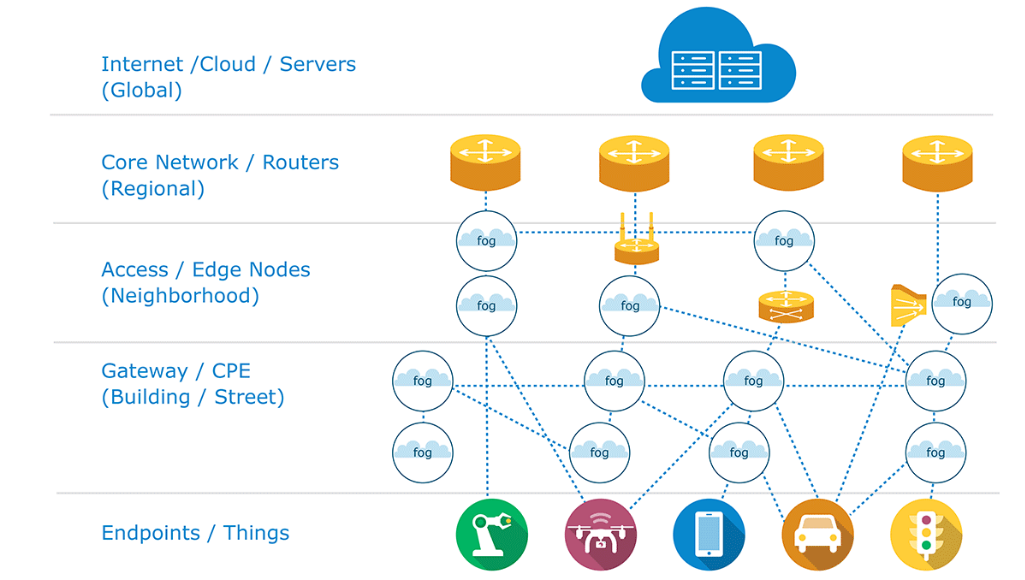 Internet /Cloud / Servers
(Global)
Core Network / Routers
(Regional)
fog
fog
Access / Edge Nodes
(Neighborhood)
fog
fog
fog
Gateway / CPE
(Building / Street)
fog
fog
fog
fog
fog
fog
fog
fog
Endpoints / Things